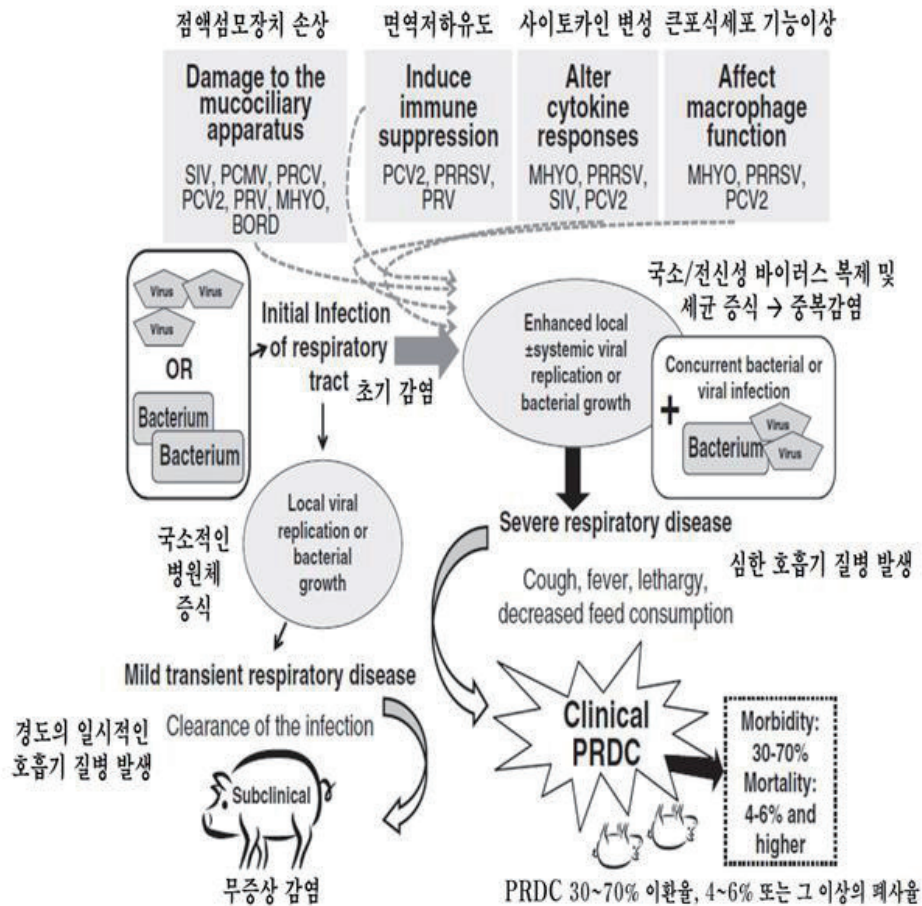 점액섬모장치 손상
면역저하유도
사이토카인 변성
큰포식세포 기능이상
Damage to the
mucociliary
apparatus
SIV, PCMV, PRCV,
PCV2, PRV, MHYO,
BORD
Induce
immune
suppression
PCV2, PRRSV,
PRV
Alter
cytokine
responses
MHYO, PRRSV,
SIV, PCV2
Affect
macrophage
function
MHYO, PRRSV,
PCV2
Virus
Virus
Virus
OR
Bacterium
Bacterium
Initial Infection
of respiratory
tract
초기 감염
Enhanced local
±systemic viral
replication or
bacterial growth
국소/전신성 바이러스 복제 및
세균 증식 → 중복감염
Concurrent bacterial or
viral infection
+
Bacterium
Virus
Virus
Local viral
replication or
bacterial
growth
국소적인
병원체
증식
Severe respiratory disease
심한 호흡기 질병 발생
Cough, fever, lethargy,
decreased feed consumption
Mild transient respiratory disease
Clearance of the infection
경도의 일시적인
호흡기 질병 발생
Subclinical
무증상 감염
Clinical
PRDC
Morbidity:
30-70%
Mortality:
4-6% and
higher
PRDC 30~70% 이환율, 4~6% 또는 그 이상의 폐사율